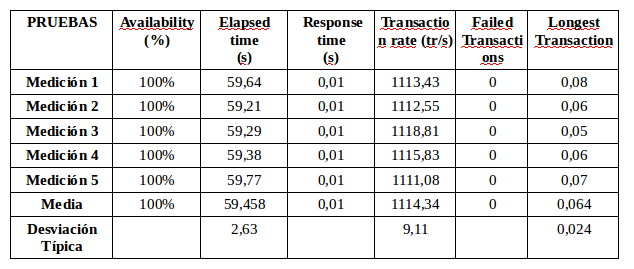 PRUEBAS Availability Elapsed Response Transactio Failed Longest
(%) time time n rate (tr/s) Transacti Transaction
(s) (s) ons
Medición 1 100% 59,64 0,01 1113,43 0 0,08
Medición 2 100% 59,21 0,01 1112,55 0 0,06
Medición 3 100% 59,29 0,01 1118,81 0 0,05
Medición 4 100% 59,38 0,01 1115,83 0 0,06
Medición 5 100% 59,77 0,01 1111,08 0 0,07
Media 100% 59,458 0,01 1114,34 0 0,064
Desviación 2,63 9,11 0,024
Típica